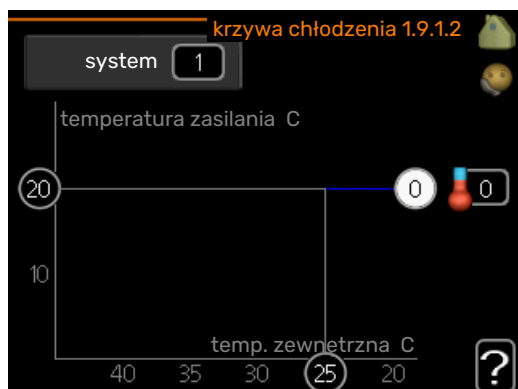 krzywa chłodzenia 1.9.1.2
system 1
temperatura zasilania C
20 0 0
10
temp. zewnętrzna C
40 35 30 25 20
?